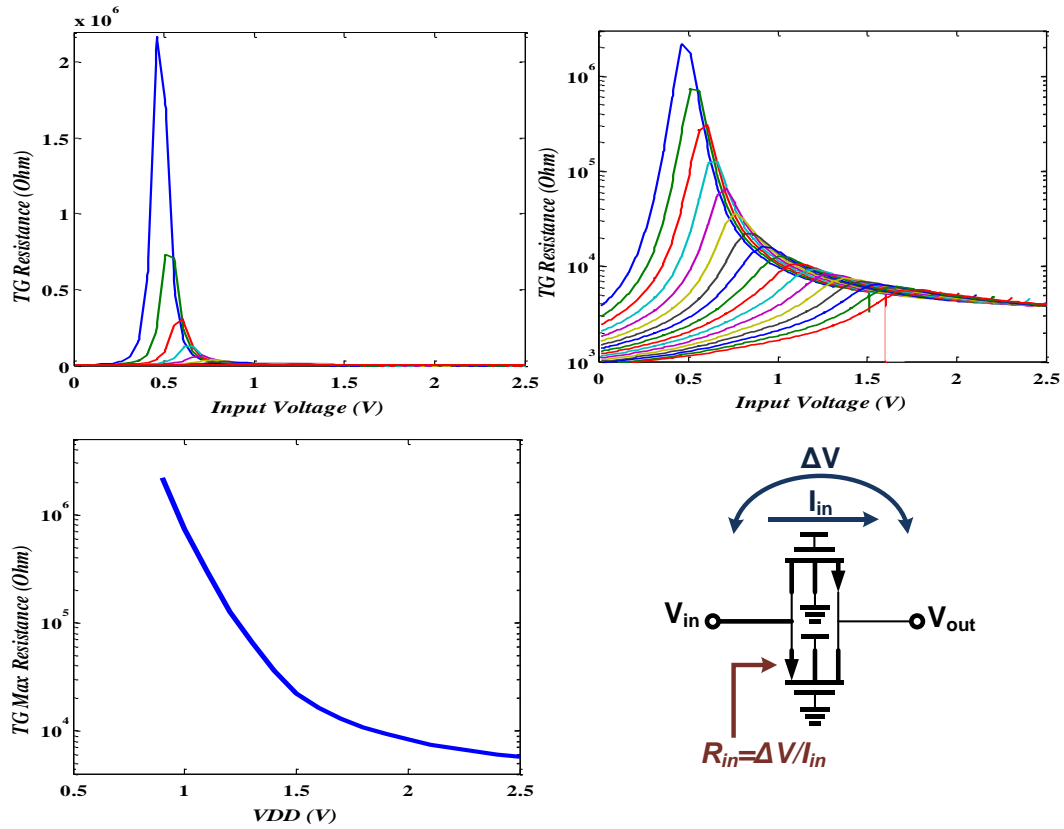 x 10^6
2
1.5
1
0.5
0
TG Resistance (Ohm)
0 0.5 1 1.5 2 2.5
Input Voltage (V)
10^6
10^5
10^4
10^3
TG Resistance (Ohm)
0 0.5 1 1.5 2 2.5
Input Voltage (V)
10^6
10^5
10^4
TG Max Resistance (Ohm)
0.5 1 1.5 2 2.5
VDD (V)
ΔV
I_in
V_in
V_out
R_in=ΔV/I_in